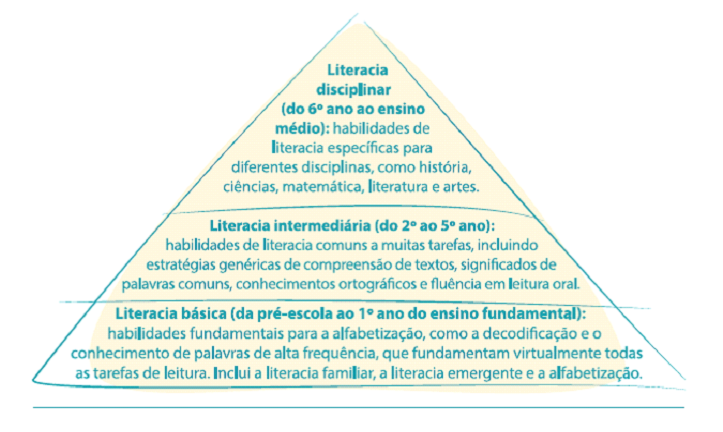 Literacia
disciplinar
(do 6º ano ao ensino
médio): habilidades de
literacia específicas para
diferentes disciplinas, como história,
ciências, matemática, literatura e artes.
Literacia intermediária (do 2º ao 5º ano):
habilidades de literacia comuns a muitas tarefas, incluindo
estratégias genéricas de compreensão de textos, significados de
palavras comuns, conhecimentos ortográficos e fluência em leitura oral.
Literacia básica (da pré-escola ao 1º ano do ensino fundamental):
habilidades fundamentais para a alfabetização, como a decodificação e o
conhecimento de palavras de alta frequência, que fundamentam virtualmente todas
as tarefas de leitura. Inclui a literacia familiar, a literacia emergente e a alfabetização.